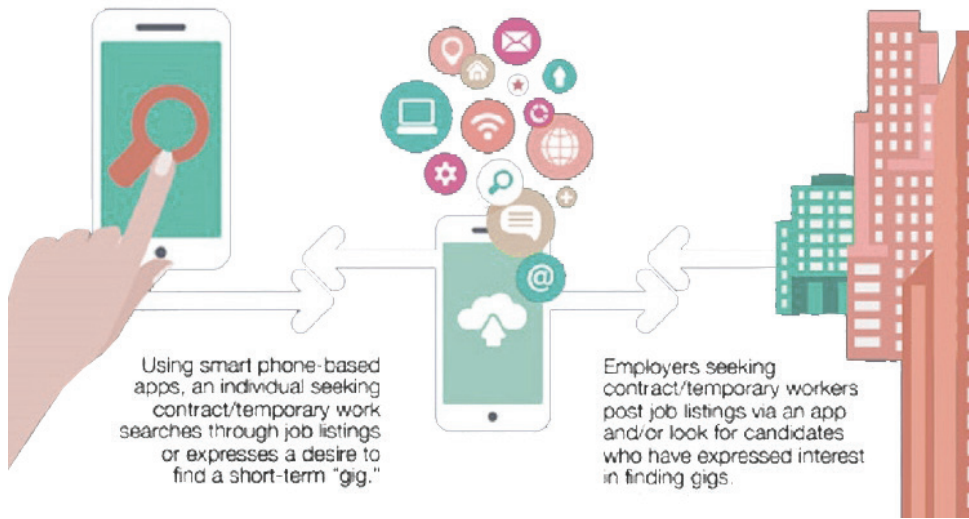 Using smart phone-based
apps, an individual seeking
contract/temporary work
searches through job listings
or expresses a desire to
find a short-term "gig."
@
Employers seeking
contract/temporary workers
post job listings via an app
and/or look for candidates
who have expressed interest
in finding gigs.